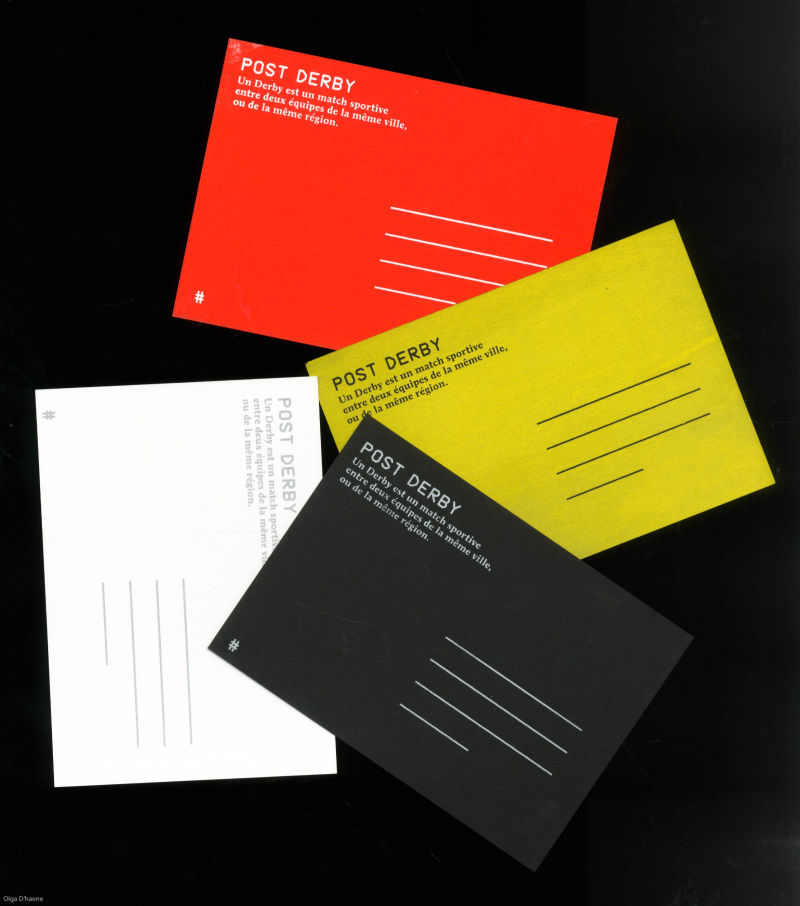 POST DERBY
Un Derby est un match sportive
entre deux équipes de la même ville,
ou de la même région.
#
POST DERBY
Un Derby est un match sportive
entre deux équipes de la même ville,
ou de la même région.
#
POST DERBY
Un Derby est un match sportive
entre deux équipes de la même
ou de la même région.
POST DERBY
Un Derby est un match sportive
entre deux équipes de la même ville,
ou de la même région.
#
Olga D'haene